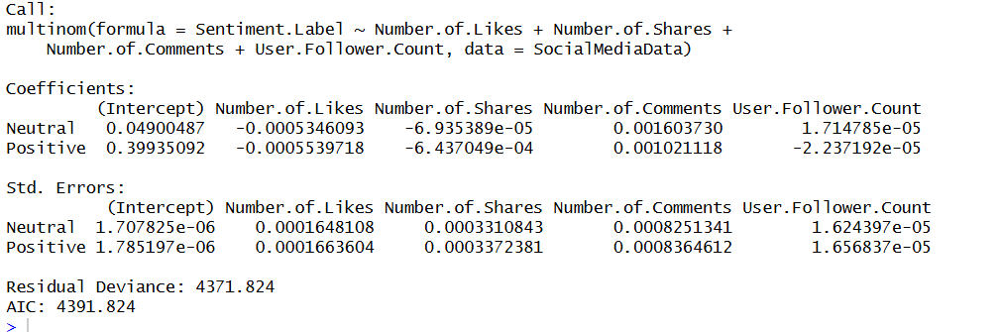 Call:
multinom(formula = Sentiment.Label ~ Number.of.Likes + Number.of.Shares +
    Number.of.Comments + User.Follower.Count, data = SocialMediaData)

Coefficients:
         (Intercept) Number.of.Likes Number.of.Shares Number.of.Comments User.Follower.Count
Neutral   0.04900487   -0.0005346093    -6.935389e-05        0.001603730        1.714785e-05
Positive  0.39935092   -0.0005539718    -6.437049e-04        0.001021118       -2.237192e-05

Std. Errors:
          (Intercept) Number.of.Likes Number.of.Shares Number.of.Comments User.Follower.Count
Neutral  1.707825e-06    0.0001648108     0.0003310843       0.0008251341        1.624397e-05
Positive 1.785197e-06    0.0001663604     0.0003372381       0.0008364612        1.656837e-05

Residual Deviance: 4371.824
AIC: 4391.824
>